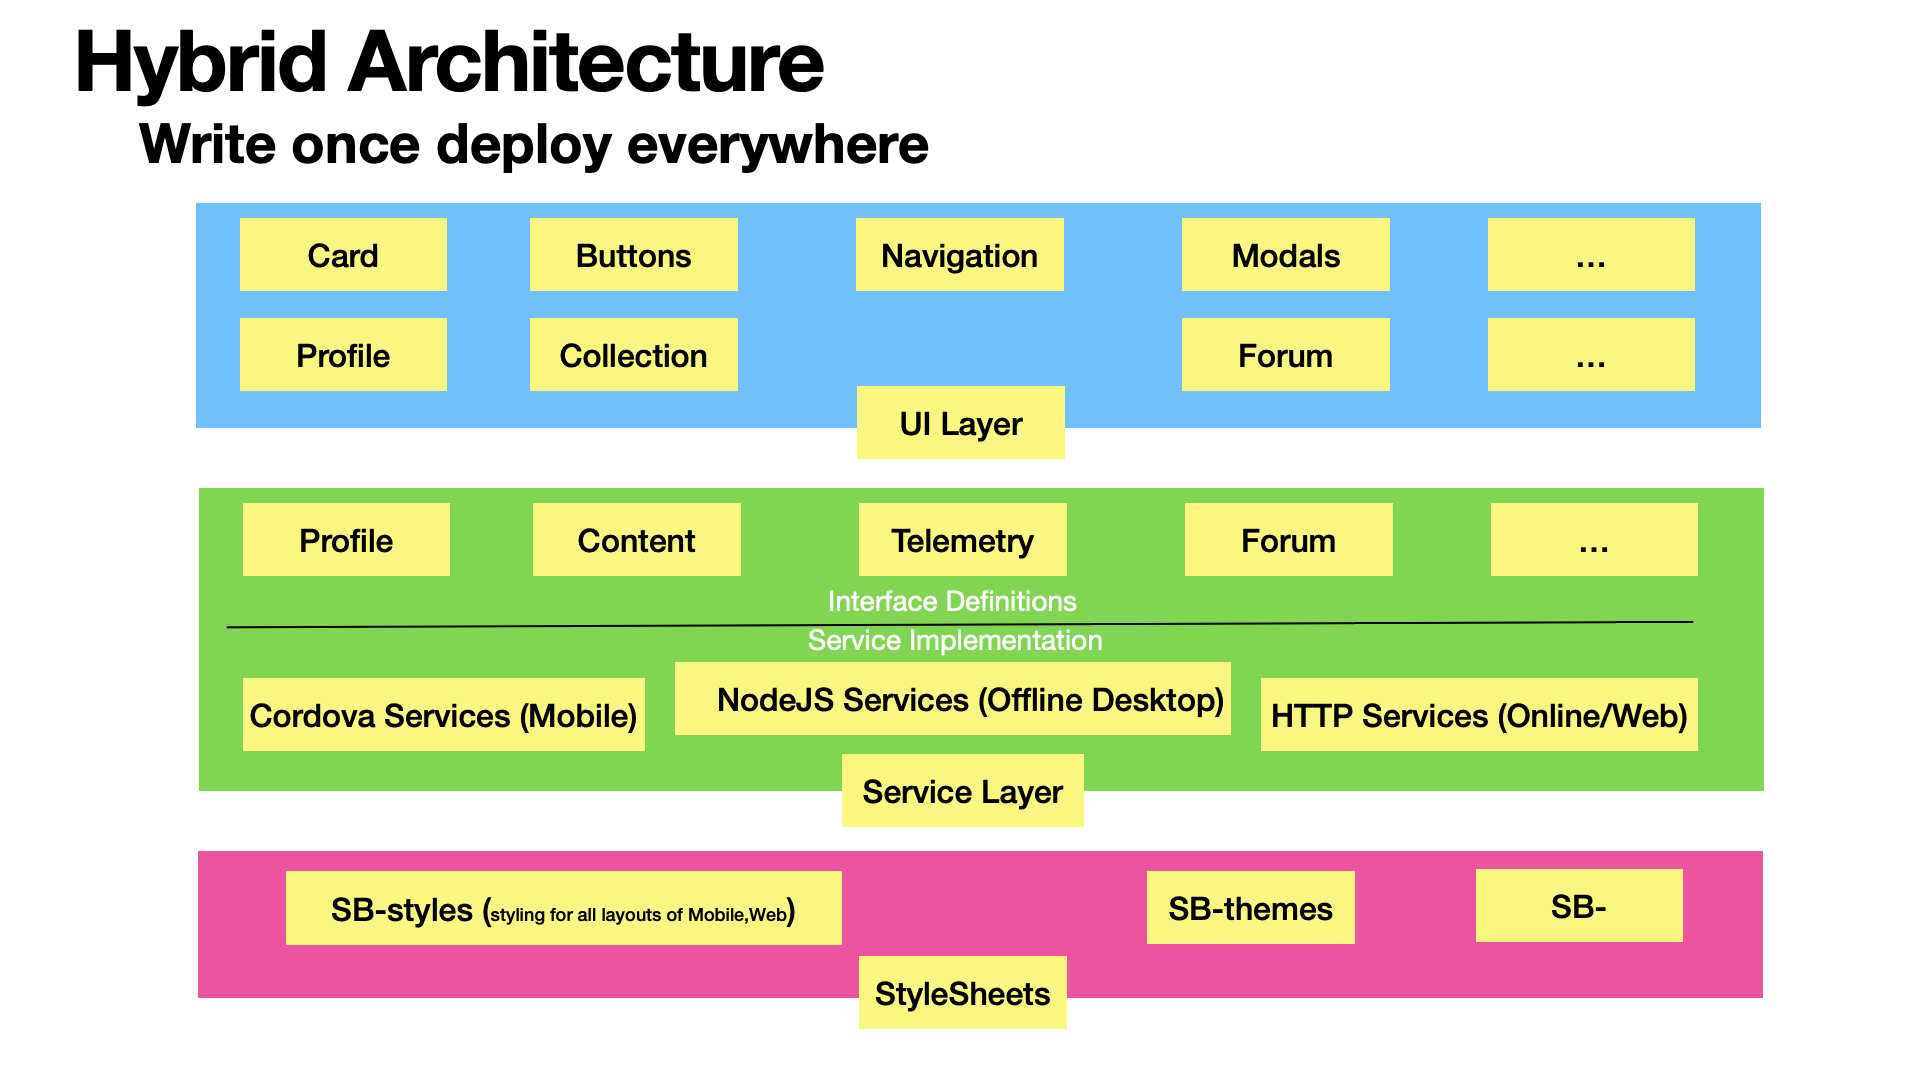 Hybrid Architecture
Write once deploy everywhere
Card
Buttons
Navigation
Modals
...
Profile
Collection
Forum
...
UI Layer
Profile
Content
Telemetry
Forum
...
Interface Definitions
Service Implementation
Cordova Services (Mobile)
NodeJS Services (Offline Desktop)
HTTP Services (Online/Web)
Service Layer
SB-styles (styling for all layouts of Mobile,Web)
SB-themes
SB-
StyleSheets